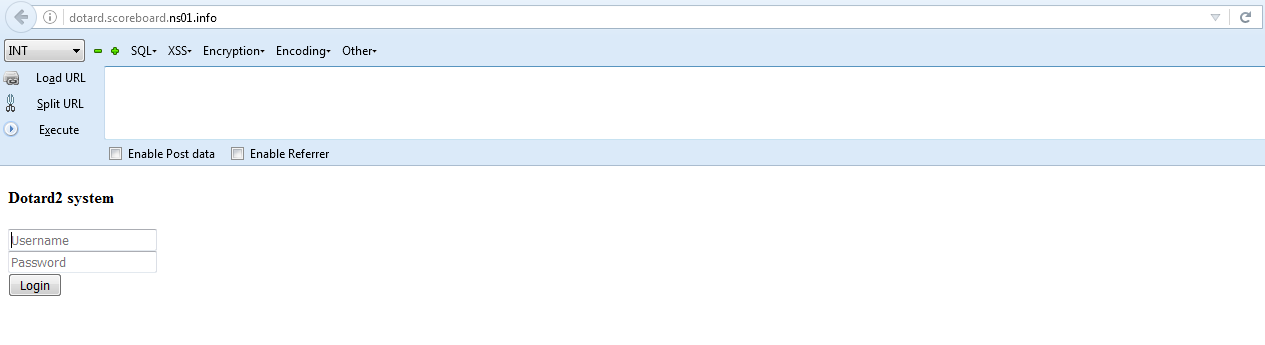 dotard.scoreboard.ns01.info
INT SQL XSS Encryption Encoding Other
Load URL
Split URL
Execute
Enable Post data Enable Referrer
Dotard2 system
Username
Password
Login